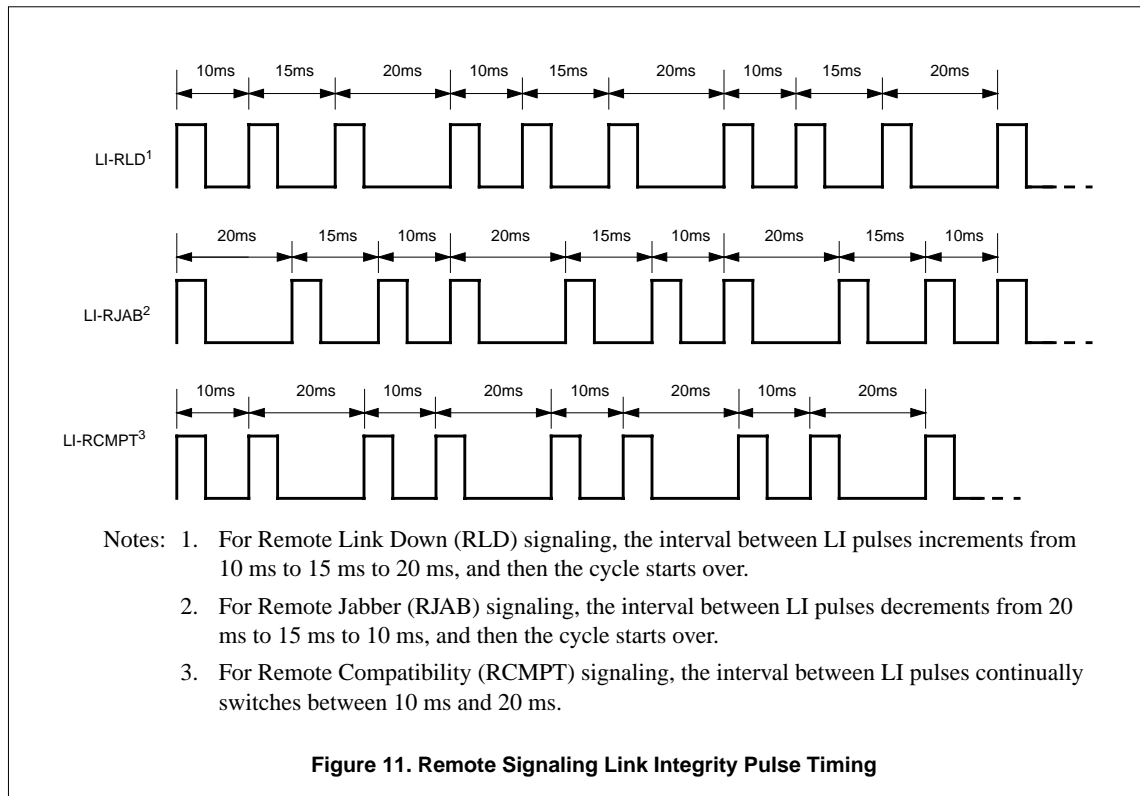 10ms 15ms 20ms 10ms 15ms 20ms 10ms 15ms 20ms
LI-RLD1
20ms 15ms 10ms 20ms 15ms 10ms 20ms 15ms 10ms
LI-RJAB2
10ms 20ms 10ms 20ms 10ms 20ms 10ms 20ms
LI-RCMPT3
Notes: 1. For Remote Link Down (RLD) signaling, the interval between LI pulses increments from
10 ms to 15 ms to 20 ms, and then the cycle starts over.
2. For Remote Jabber (RJAB) signaling, the interval between LI pulses decrements from 20
ms to 15 ms to 10 ms, and then the cycle starts over.
3. For Remote Compatibility (RCMPT) signaling, the interval between LI pulses continually
switches between 10 ms and 20 ms.
Figure 11. Remote Signaling Link Integrity Pulse Timing